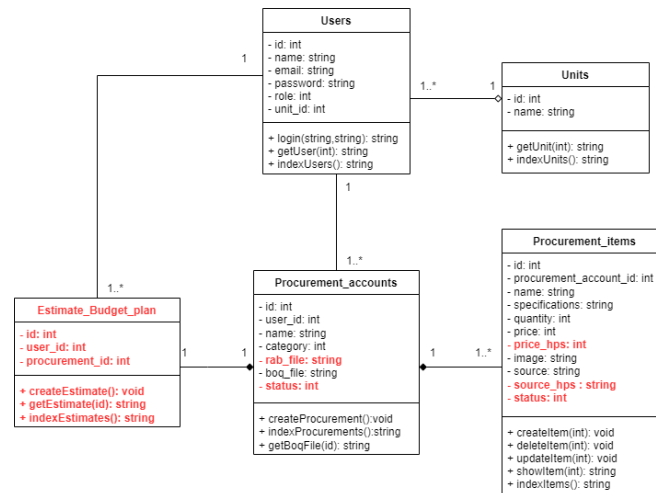 Users
- id: int
- name: string
- email: string
- password: string
- role: int
- unit_id: int
+ login(string,string): string
+ getUser(int): string
+ indexUsers(): string
1
1..*
1
Units
- id: int
- name: string
+ getUnit(int): string
+ indexUnits(): string
1
1..*
1..*
Estimate_Budget_plan
- id: int
- user_id: int
- procurement_id: int
+ createEstimate(): void
+ getEstimate(id): string
+ indexEstimates(): string
1
1
Procurement_accounts
- id: int
- user_id: int
- name: string
- category: int
- rab_file: string
- boq_file: string
- status: int
+ createProcurement():void
+ indexProcurements():string
+ getBoqFile(id): string
1
1..*
Procurement_items
- id: int
- procurement_account_id: int
- name: string
- specifications: string
- quantity: int
- price: int
- price_hps: int
- image: string
- source: string
- source_hps : string
- status: int
+ createItem(int): void
+ deleteItem(int): void
+ updateItem(int): void
+ showItem(int): string
+ indexItems(): string